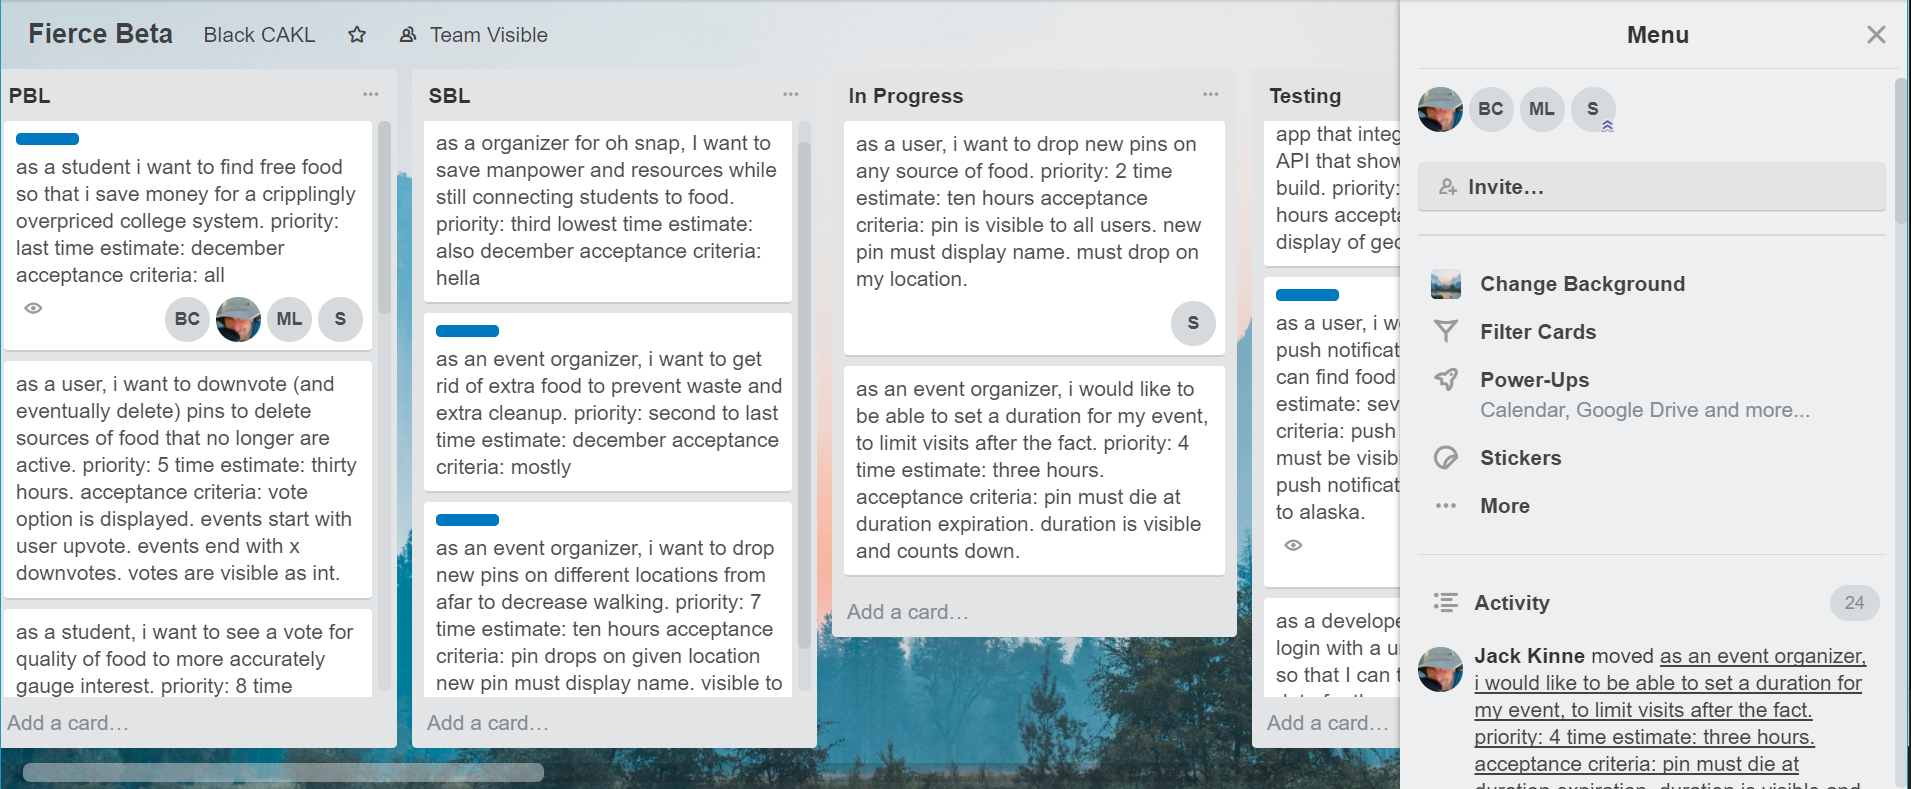 Fierce Beta
Black CAKL
Team Visible
PBL
as a student i want to find free food
so that i save money for a cripplingly
overpriced college system. priority:
last time estimate: december
acceptance criteria: all
BC
ML
S
as a user, i want to downvote (and
eventually delete) pins to delete
sources of food that no longer are
active. priority: 5 time estimate: thirty
hours. acceptance criteria: vote
option is displayed. events start with
user upvote. events end with x
downvotes. votes are visible as int.
as a student, i want to see a vote for
quality of food to more accurately
gauge interest. priority: 8 time
Add a card…
SBL
as a organizer for oh snap, I want to
save manpower and resources while
still connecting students to food.
priority: third lowest time estimate:
also december acceptance criteria:
hella
as an event organizer, i want to get
rid of extra food to prevent waste and
extra cleanup. priority: second to last
time estimate: december acceptance
criteria: mostly
as an event organizer, i want to drop
new pins on different locations from
afar to decrease walking. priority: 7
time estimate: ten hours acceptance
criteria: pin drops on given location
new pin must display name. visible to
Add a card…
In Progress
as a user, i want to drop new pins on
any source of food. priority: 2 time
estimate: ten hours acceptance
criteria: pin is visible to all users. new
pin must display name. must drop on
my location.
S
as an event organizer, i would like to
be able to set a duration for my event,
to limit visits after the fact. priority: 4
time estimate: three hours.
acceptance criteria: pin must die at
duration expiration. duration is visible
and counts down.
Add a card…
Testing
app that integ
API that show
build. priority:
hours accepta
display of geo
as a user, i w
push notificat
can find food
estimate: sev
criteria: push
must be visib
push notificat
to alaska.
as a develope
login with a u
so that I can t
Add a card…
Menu
BC
ML
S
Invite…
Change Background
Filter Cards
Power-Ups
Calendar, Google Drive and more...
Stickers
More
Activity
24
Jack Kinne moved as an event organizer,
i would like to be able to set a duration for
my event, to limit visits after the fact.
priority: 4 time estimate: three hours.
acceptance criteria: pin must die at
duration expiration. duration is visible and